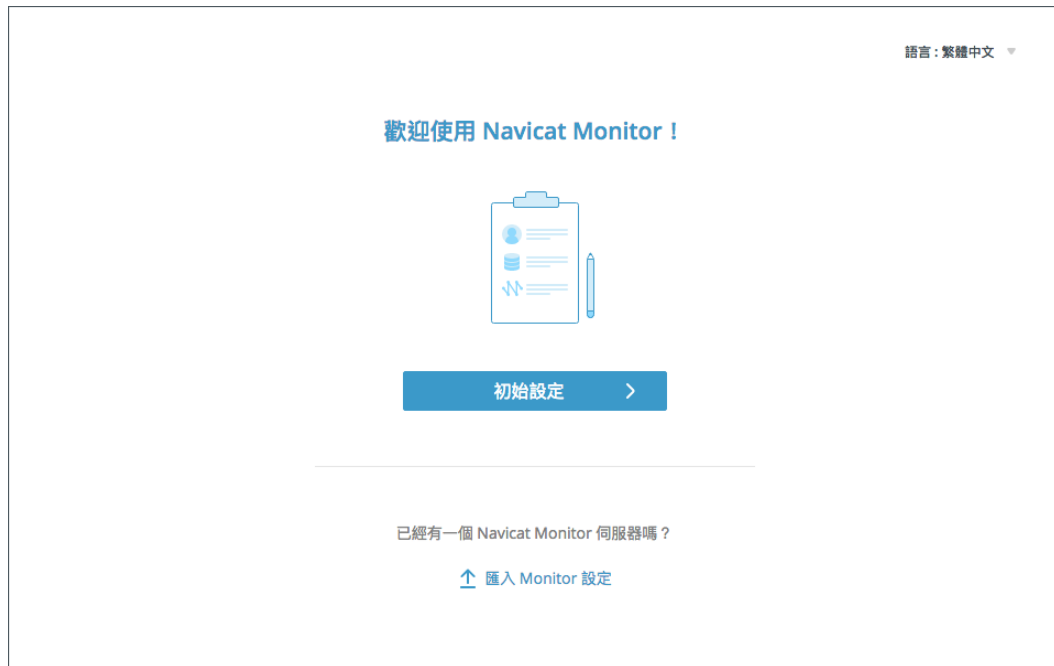 語言 : 繁體中文
歡迎使用 Navicat Monitor！
初始設定
已經有一個 Navicat Monitor 伺服器嗎？
匯入 Monitor 設定